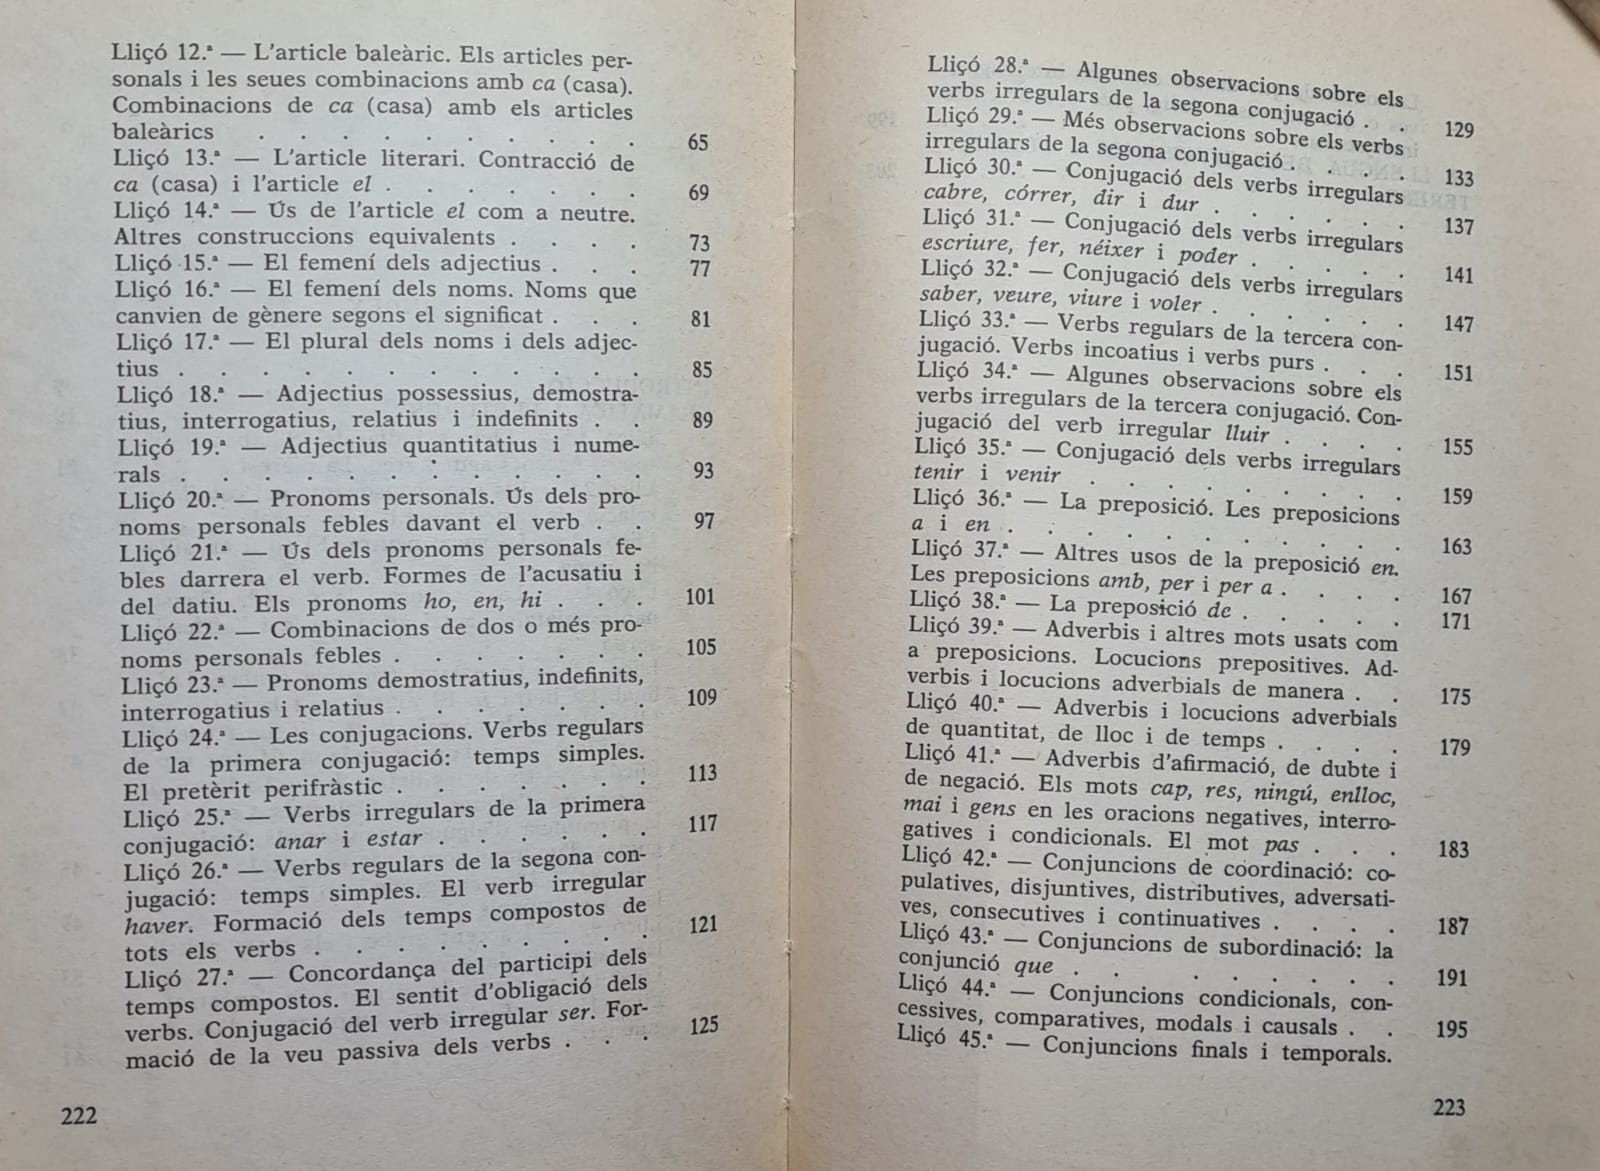 Lliçó 12.ª — L'article baleàric. Els articles per-
sonals i les seues combinacions amb ca (casa).
Combinacions de ca (casa) amb els articles
baleàrics . . . . . . . . . 65
Lliçó 13.ª — L'article literari. Contracció de
ca (casa) i l'article el . . . . . . 69
Lliçó 14.ª — Ús de l'article el com a neutre.
Altres construccions equivalents . . . . 73
Lliçó 15.ª — El femení dels adjectius . . . 77
Lliçó 16.ª — El femení dels noms. Noms que
canvien de gènere segons el significat . . . 81
Lliçó 17.ª — El plural dels noms i dels adjec-
tius . . . . . . . . . . . 85
Lliçó 18.ª — Adjectius possessius, demostra-
tius, interrogatius, relatius i indefinits . . 89
Lliçó 19.ª — Adjectius quantitatius i nume-
rals . . . . . . . . . . . 93
Lliçó 20.ª — Pronoms personals. Ús dels pro-
noms personals febles davant el verb . . 97
Lliçó 21.ª — Ús dels pronoms personals fe-
bles darrera el verb. Formes de l'acusatiu i
del datiu. Els pronoms ho, en, hi . . . 101
Lliçó 22.ª — Combinacions de dos o més pro-
noms personals febles . . . . . . 105
Lliçó 23.ª — Pronoms demostratius, indefinits,
interrogatius i relatius . . . . . . 109
Lliçó 24.ª — Les conjugacions. Verbs regulars
de la primera conjugació: temps simples.
El pretèrit perifràstic . . . . . . 113
Lliçó 25.ª — Verbs irregulars de la primera
conjugació: anar i estar . . . . . 117
Lliçó 26.ª — Verbs regulars de la segona con-
jugació: temps simples. El verb irregular
haver. Formació dels temps compostos de
tots els verbs . . . . . . . . 121
Lliçó 27.ª — Concordança del participi dels
temps compostos. El sentit d'obligació dels
verbs. Conjugació del verb irregular ser. For-
mació de la veu passiva dels verbs . . . 125
222
Lliçó 28.ª — Algunes observacions sobre els
verbs irregulars de la segona conjugació . . 129
Lliçó 29.ª — Més observacions sobre els verbs
irregulars de la segona conjugació . . . . 133
Lliçó 30.ª — Conjugació dels verbs irregulars
cabre, córrer, dir i dur . . . . . . 137
Lliçó 31.ª — Conjugació dels verbs irregulars
escriure, fer, néixer i poder . . . . . 141
Lliçó 32.ª — Conjugació dels verbs irregulars
saber, veure, viure i voler . . . . . . 147
Lliçó 33.ª — Verbs regulars de la tercera con-
jugació. Verbs incoatius i verbs purs . . . 151
Lliçó 34.ª — Algunes observacions sobre els
verbs irregulars de la tercera conjugació. Con-
jugació del verb irregular lluir . . . . 155
Lliçó 35.ª — Conjugació dels verbs irregulars
tenir i venir . . . . . . . . . 159
Lliçó 36.ª — La preposició. Les preposicions
a i en . . . . . . . . . . . 163
Lliçó 37.ª — Altres usos de la preposició en.
Les preposicions amb, per i per a . . . . 167
Lliçó 38.ª — La preposició de . . . . . 171
Lliçó 39.ª — Adverbis i altres mots usats com
a preposicions. Locucions prepositives. Ad-
verbis i locucions adverbials de manera . . 175
Lliçó 40.ª — Adverbis i locucions adverbials
de quantitat, de lloc i de temps . . . . 179
Lliçó 41.ª — Adverbis d'afirmació, de dubte i
de negació. Els mots cap, res, ningú, enlloc,
mai i gens en les oracions negatives, interro-
gatives i condicionals. El mot pas . . . 183
Lliçó 42.ª — Conjuncions de coordinació: co-
pulatives, disjuntives, distributives, adversati-
ves, consecutives i continuatives . . . . 187
Lliçó 43.ª — Conjuncions de subordinació: la
conjunció que . . . . . . . . 191
Lliçó 44.ª — Conjuncions condicionals, con-
cessives, comparatives, modals i causals . . 195
Lliçó 45.ª — Conjuncions finals i temporals.
223